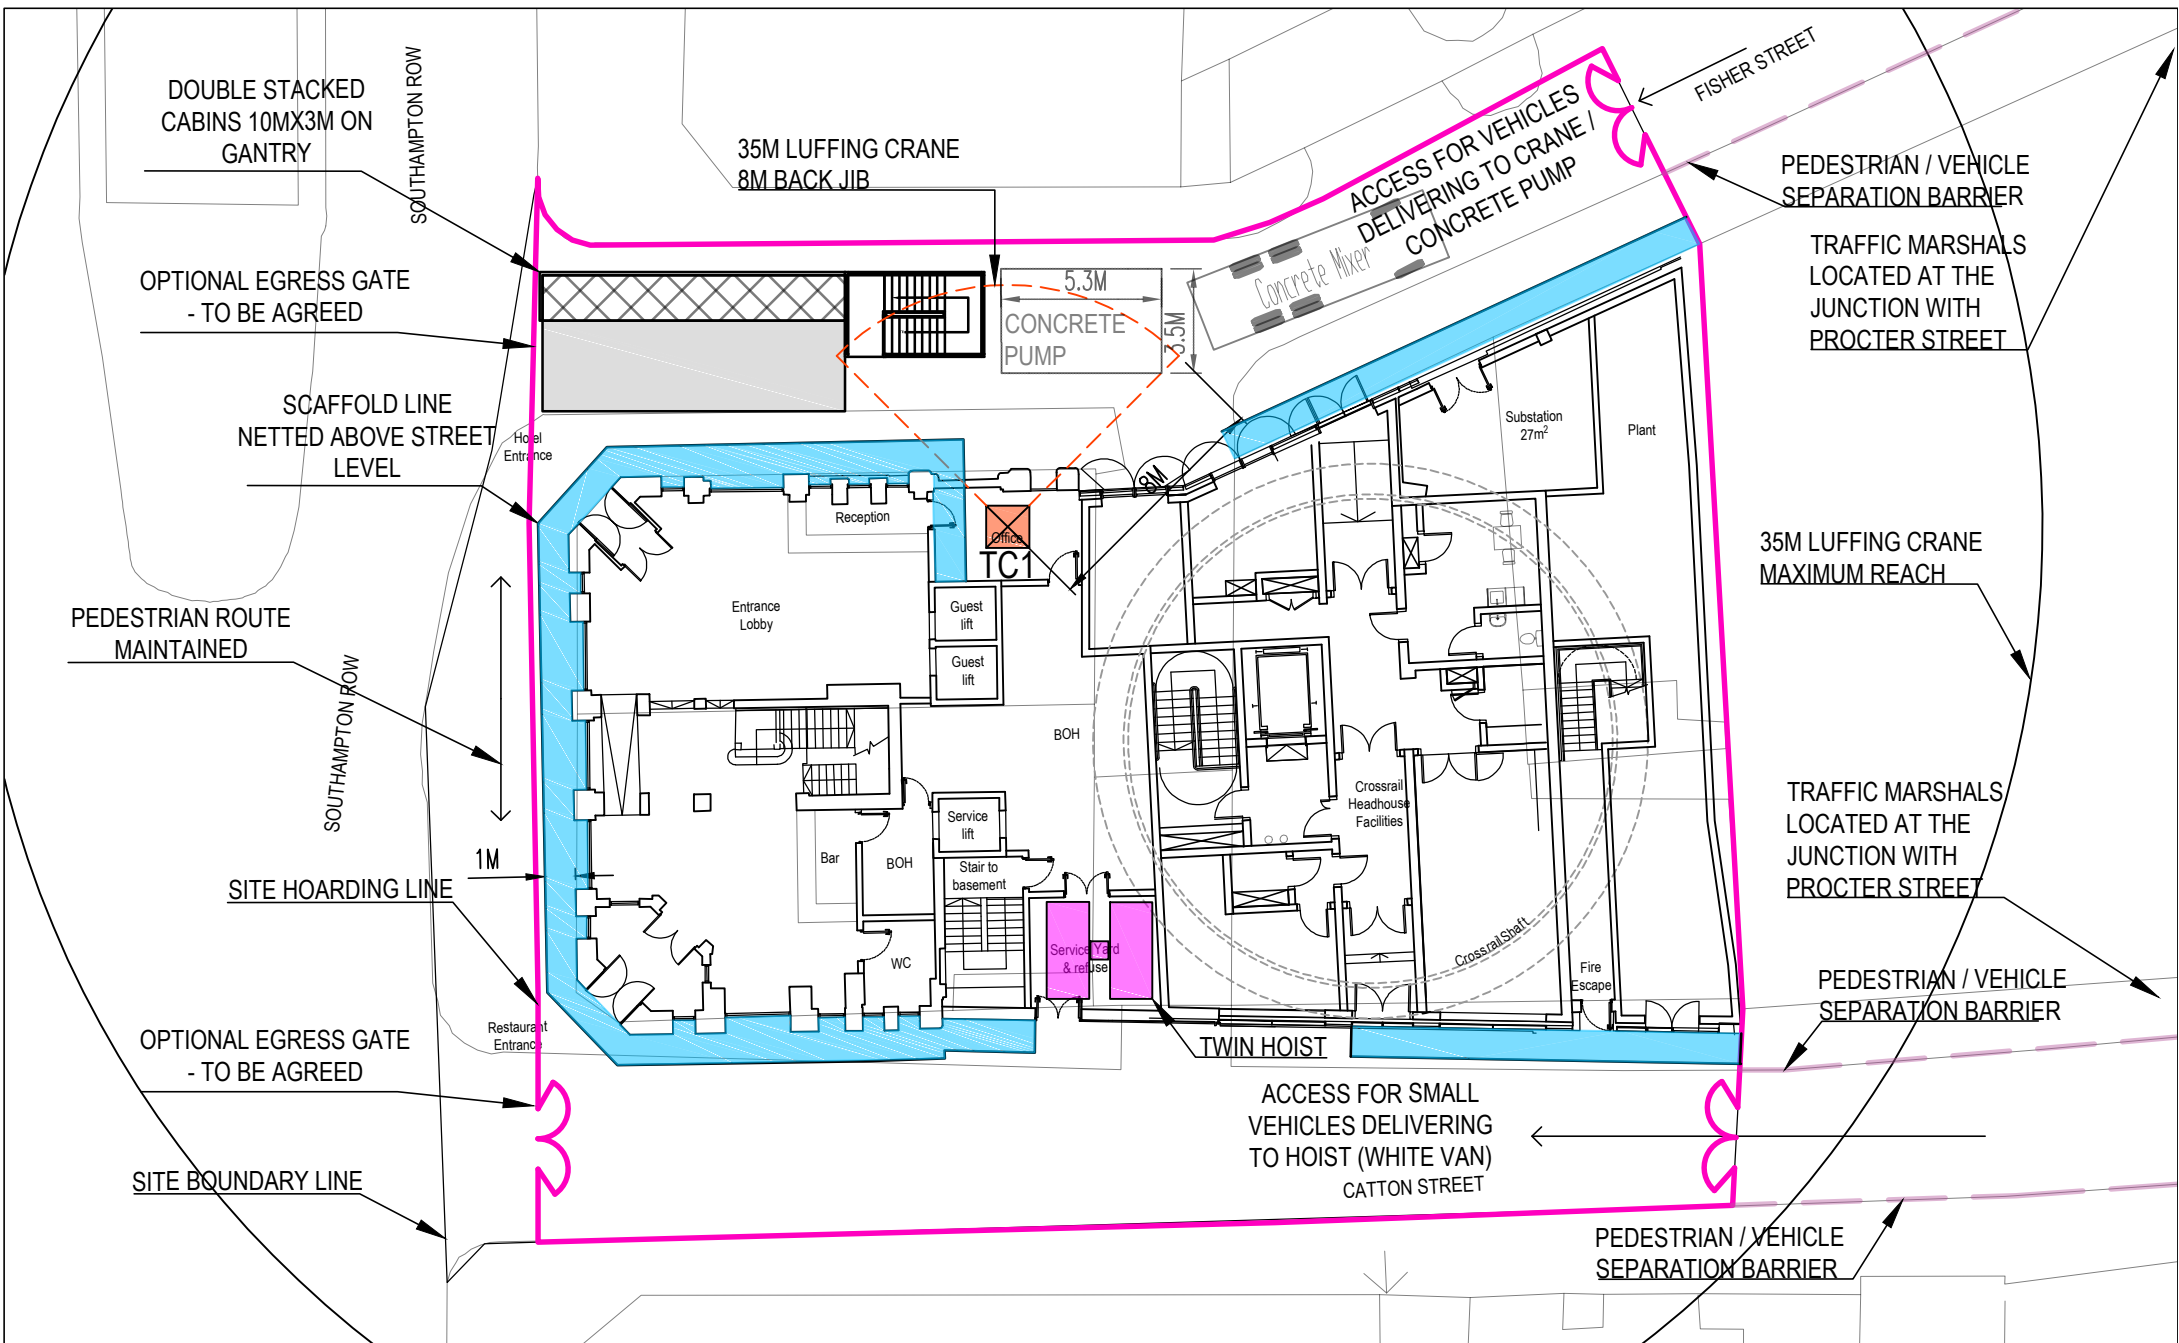 DOUBLE STACKED
CABINS 10MX3M ON
GANTRY
SOUTHAMPTON ROW
35M LUFFING CRANE
8M BACK JIB
ACCESS FOR VEHICLES
DELIVERING TO CRANE /
CONCRETE PUMP
FISHER STREET
PEDESTRIAN / VEHICLE
SEPARATION BARRIER
TRAFFIC MARSHALS
LOCATED AT THE
JUNCTION WITH
PROCTER STREET
OPTIONAL EGRESS GATE
- TO BE AGREED
5.3M
CONCRETE
PUMP
3.5M
Concrete Mixer
SCAFFOLD LINE
NETTED ABOVE STREET
LEVEL
Hotel
Entrance
Substation
27m²
Plant
8M
Reception
Office
TC1
35M LUFFING CRANE
MAXIMUM REACH
PEDESTRIAN ROUTE
MAINTAINED
Entrance
Lobby
Guest
lift
Guest
lift
SOUTHAMPTON ROW
BOH
Crossrail
Headhouse
Facilities
Service
lift
Bar
BOH
Stair to
basement
1M
SITE HOARDING LINE
TRAFFIC MARSHALS
LOCATED AT THE
JUNCTION WITH
PROCTER STREET
WC
Service Yard
& refuse
Crossrail Shaft
Fire
Escape
PEDESTRIAN / VEHICLE
SEPARATION BARRIER
Restaurant
Entrance
OPTIONAL EGRESS GATE
- TO BE AGREED
TWIN HOIST
ACCESS FOR SMALL
VEHICLES DELIVERING
TO HOIST (WHITE VAN)
CATTON STREET
SITE BOUNDARY LINE
PEDESTRIAN / VEHICLE
SEPARATION BARRIER